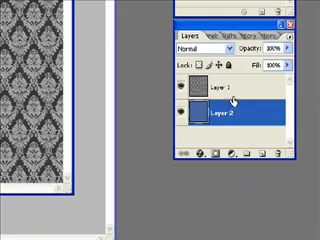 Layers Paths
Normal Opacity: 100%
Lock: Fill: 100%
Layer 1
Layer 2